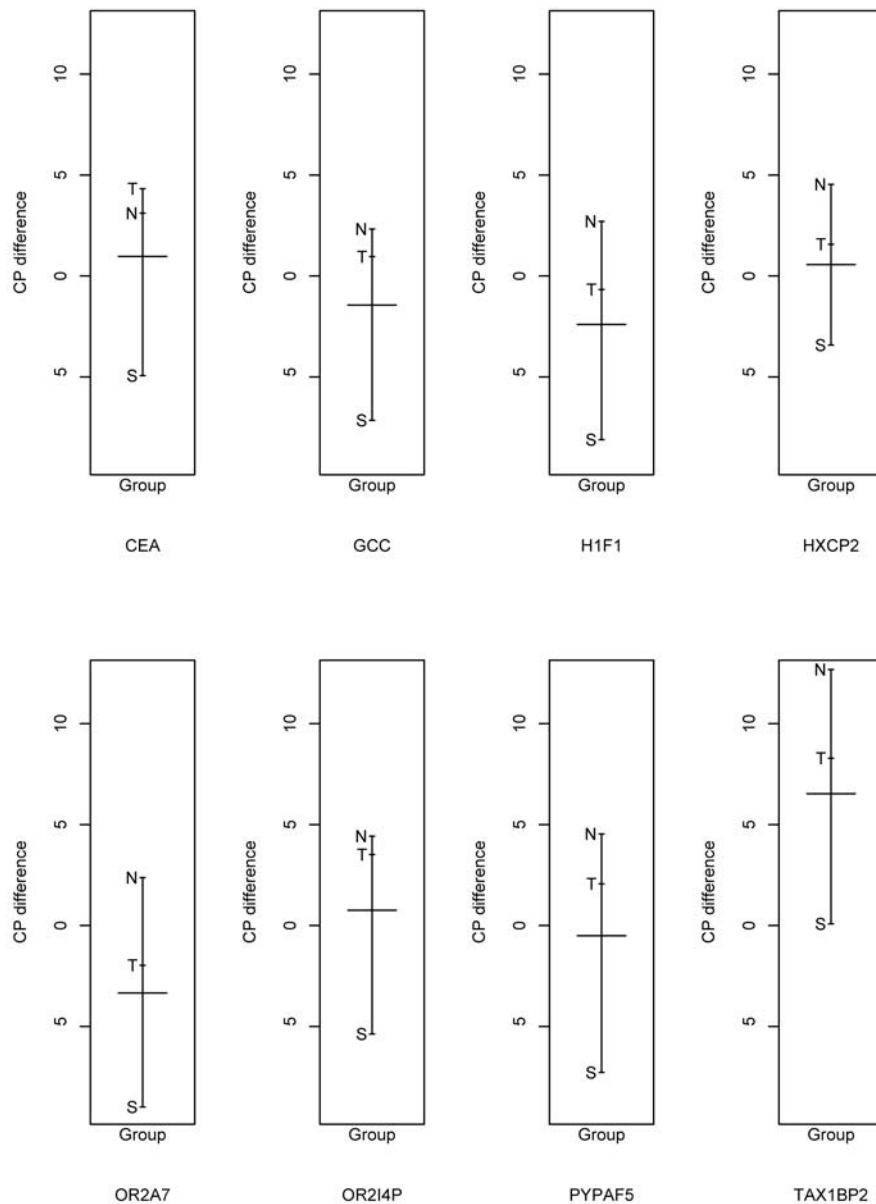 CP difference
10
5
0
5
T
N
S
Group
CEA
CP difference
10
5
0
5
N
T
S
Group
GCC
CP difference
10
5
0
5
N
T
S
Group
H1F1
CP difference
10
5
0
5
N
T
S
Group
HXCP2
CP difference
10
5
0
5
N
T
S
Group
OR2A7
CP difference
10
5
0
5
N
T
S
Group
OR2I4P
CP difference
10
5
0
5
N
T
S
Group
PYPAF5
CP difference
10
5
0
5
N
T
S
Group
TAX1BP2